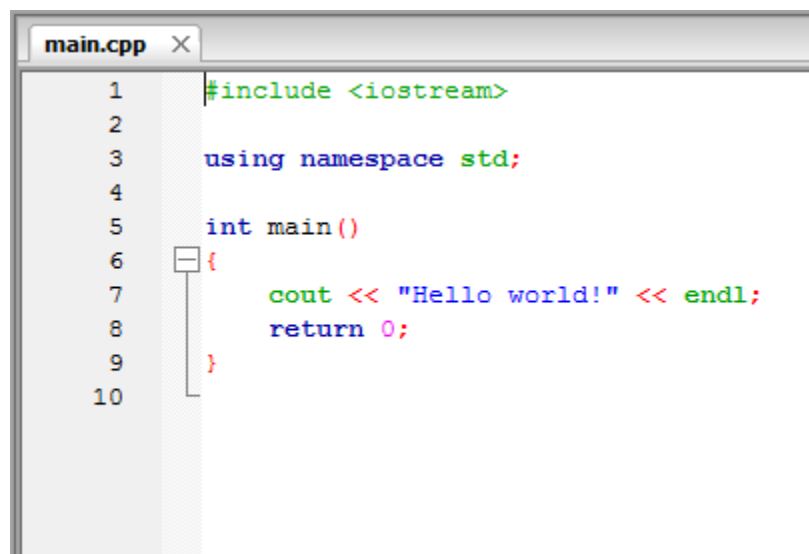 main.cpp
1 #include <iostream>
2
3 using namespace std;
4
5 int main()
6 {
7     cout << "Hello world!" << endl;
8     return 0;
9 }
10